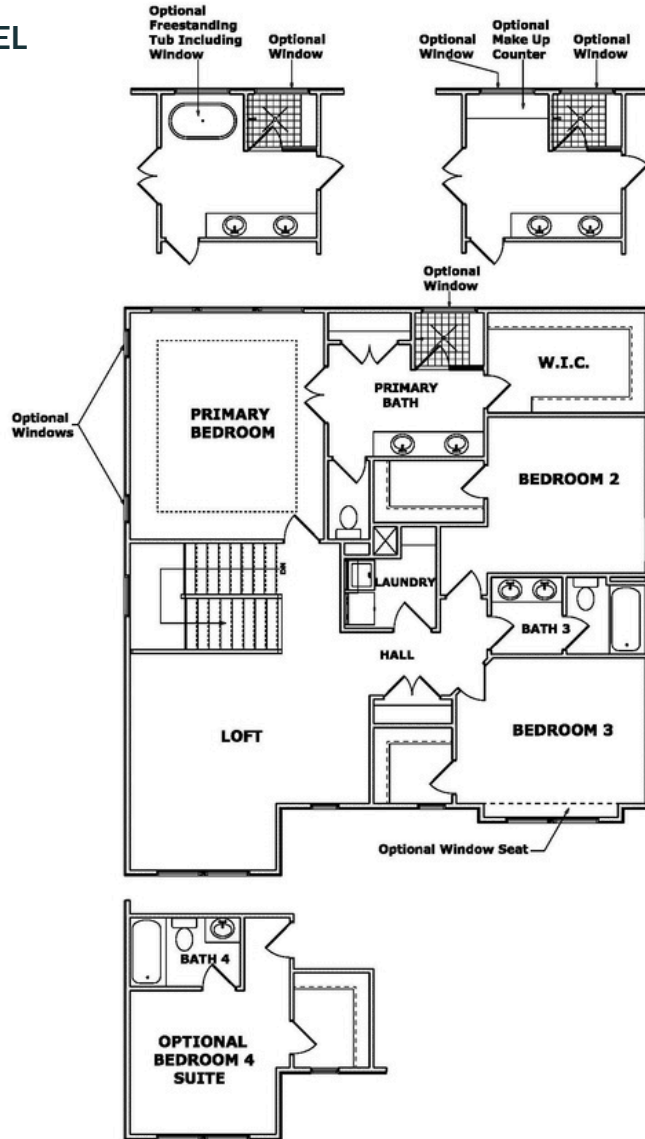 EL
Optional
Freestanding
Tub Including
Window
Optional
Window
Optional
Window
Optional
Make Up
Counter
Optional
Window
Optional
Window
W.I.C.
PRIMARY
BATH
PRIMARY
BEDROOM
Optional
Windows
BEDROOM 2
DN
LAUNDRY
BATH 3
HALL
LOFT
BEDROOM 3
Optional Window Seat
BATH 4
OPTIONAL
BEDROOM 4
SUITE